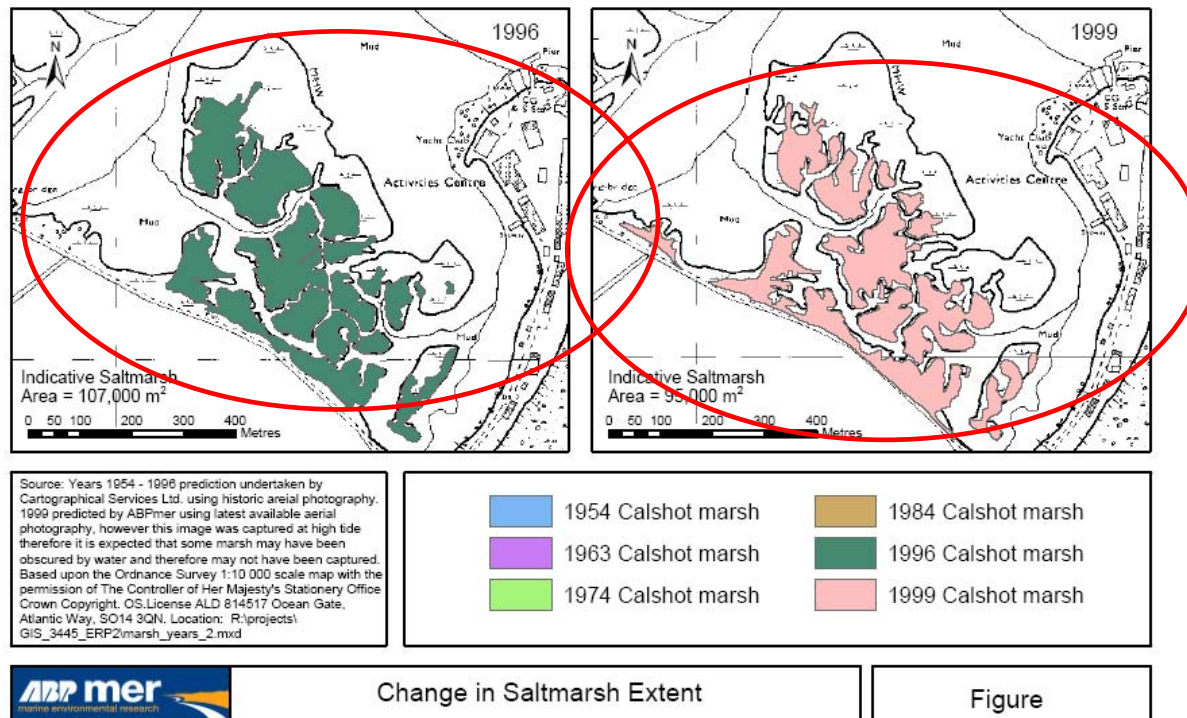 1996
N
Mud
MHW
Pier
CG
S Sta
Yacht Club
Activities Centre
Mud
Mud
Indicative Saltmarsh
Area = 107,000 m²
0 50 100 200 300 400
Metres
1999
N
Mud
MHW
Pier
CG
S Sta
Yacht Club
Activities Centre
Mud
Mud
Indicative Saltmarsh
Area = 95,000 m²
0 50 100 200 300 400
Metres
Source: Years 1954 - 1996 prediction undertaken by
Cartographical Services Ltd. using historic areial photography.
1999 predicted by ABPmer using latest available aerial
photography, however this image was captured at high tide
therefore it is expected that some marsh may have been
obscured by water and therefore may not have been captured.
Based upon the Ordnance Survey 1:10 000 scale map with the
permission of The Controller of Her Majesty's Stationery Office
Crown Copyright. OS.License ALD 814517 Ocean Gate,
Atlantic Way, SO14 3QN. Location: R:\projects\
GIS_3445_ERP2\marsh_years_2.mxd
1954 Calshot marsh
1963 Calshot marsh
1974 Calshot marsh
1984 Calshot marsh
1996 Calshot marsh
1999 Calshot marsh
ABP mer
marine environmental research
Change in Saltmarsh Extent
Figure